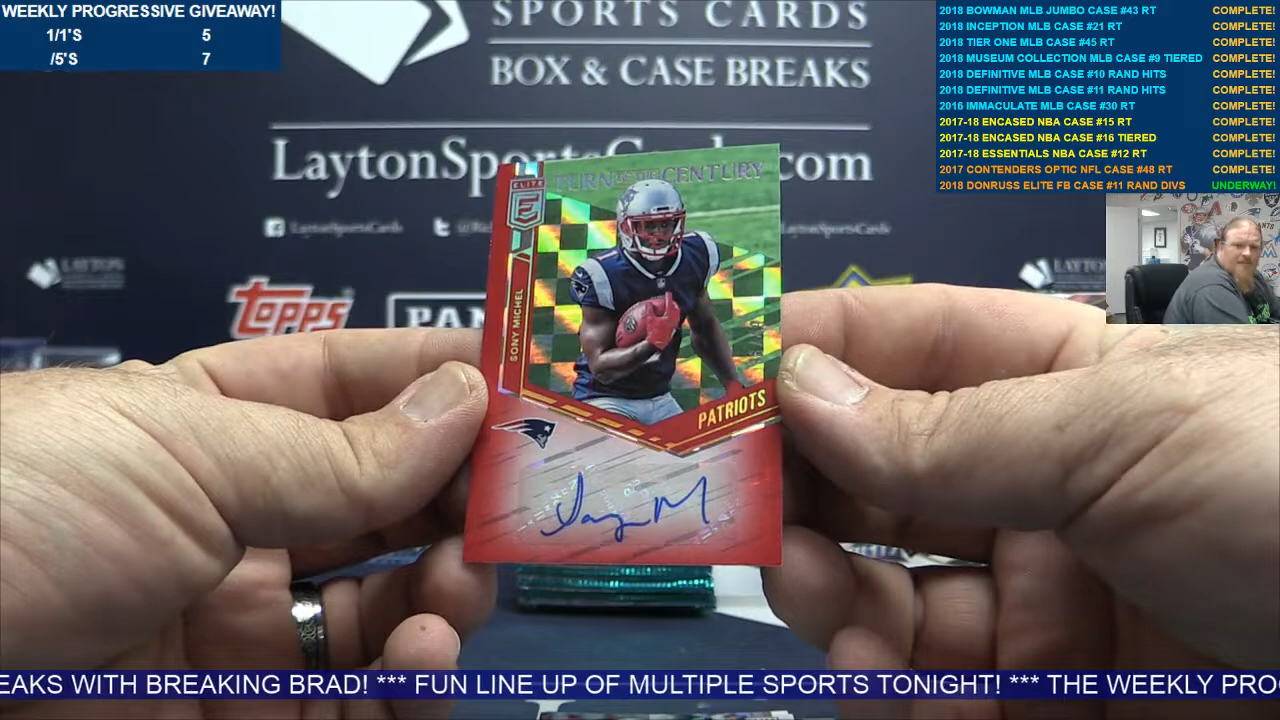 WEEKLY PROGRESSIVE GIVEAWAY!
1/1'S 5
/5'S 7
SPORTS CARDS
BOX & CASE BREAKS
LaytonSportsCards.com
LaytonSportsCards
LAYTON
topps
PAN
2018 BOWMAN MLB JUMBO CASE #43 RT COMPLETE!
2018 INCEPTION MLB CASE #21 RT COMPLETE!
2018 TIER ONE MLB CASE #45 RT COMPLETE!
2018 MUSEUM COLLECTION MLB CASE #9 TIERED COMPLETE!
2018 DEFINITIVE MLB CASE #10 RAND HITS COMPLETE!
2018 DEFINITIVE MLB CASE #11 RAND HITS COMPLETE!
2016 IMMACULATE MLB CASE #30 RT COMPLETE!
2017-18 ENCASED NBA CASE #15 RT COMPLETE!
2017-18 ENCASED NBA CASE #16 TIERED COMPLETE!
2017-18 ESSENTIALS NBA CASE #12 RT COMPLETE!
2017 CONTENDERS OPTIC NFL CASE #48 RT COMPLETE!
2018 DONRUSS ELITE FB CASE #11 RAND DIVS UNDERWAY!
TURN OF THE CENTURY
ELITE
E
SONY MICHEL
PATRIOTS
EAKS WITH BREAKING BRAD! *** FUN LINE UP OF MULTIPLE SPORTS TONIGHT! *** THE WEEKLY PRO